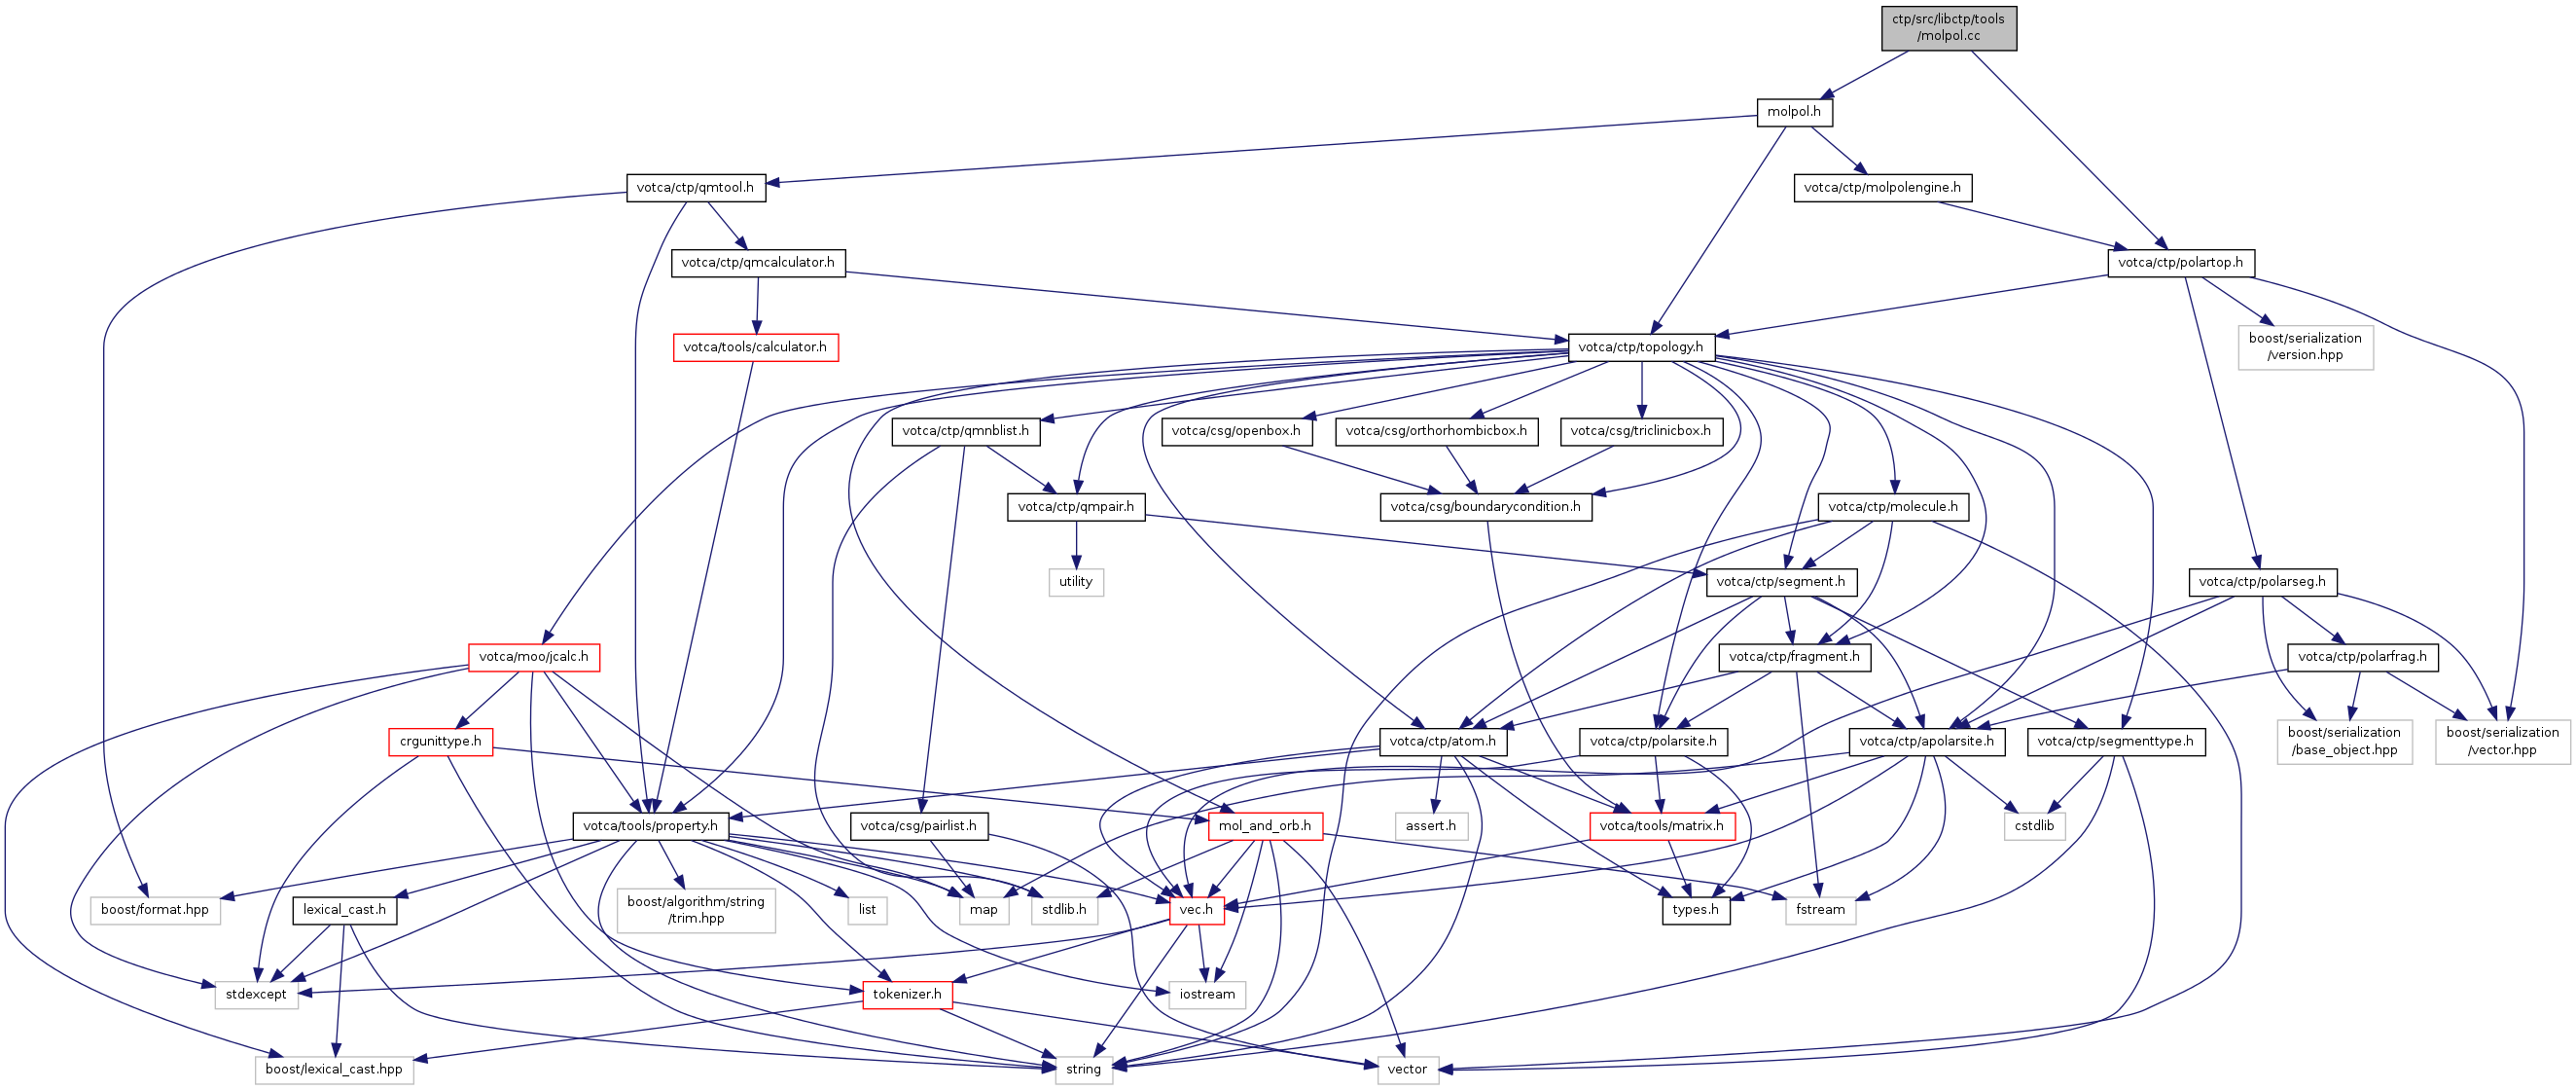 ctp/src/libctp/tools
/molpol.cc
molpol.h
votca/ctp/qmtool.h
votca/ctp/molpolengine.h
votca/ctp/qmcalculator.h
votca/ctp/polartop.h
votca/tools/calculator.h
votca/ctp/topology.h
boost/serialization
/version.hpp
votca/ctp/qmnblist.h
votca/csg/openbox.h
votca/csg/orthorhombicbox.h
votca/csg/triclinicbox.h
votca/ctp/qmpair.h
votca/csg/boundarycondition.h
votca/ctp/molecule.h
utility
votca/ctp/segment.h
votca/ctp/polarseg.h
votca/moo/jcalc.h
votca/ctp/fragment.h
votca/ctp/polarfrag.h
crgunittype.h
votca/ctp/atom.h
votca/ctp/polarsite.h
votca/ctp/apolarsite.h
votca/ctp/segmenttype.h
boost/serialization
/base_object.hpp
boost/serialization
/vector.hpp
votca/tools/property.h
votca/csg/pairlist.h
mol_and_orb.h
assert.h
votca/tools/matrix.h
cstdlib
boost/format.hpp
lexical_cast.h
boost/algorithm/string
/trim.hpp
list
map
stdlib.h
vec.h
types.h
fstream
stdexcept
tokenizer.h
iostream
boost/lexical_cast.hpp
string
vector